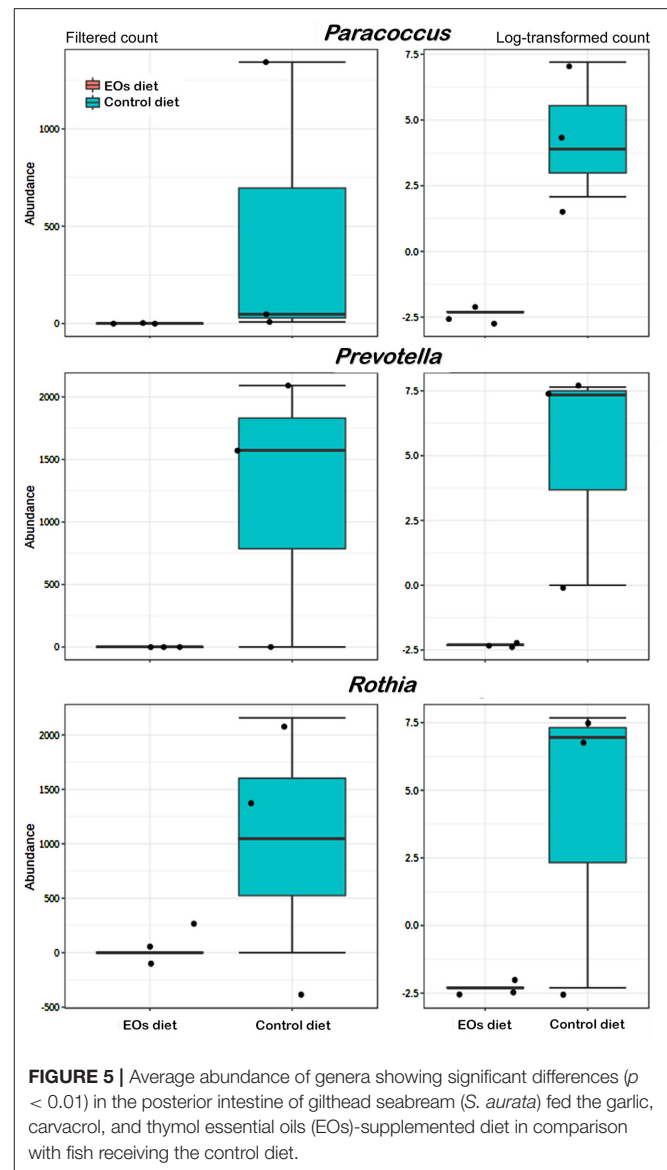 Filtered count
Paracoccus
Log-transformed count
EOs diet
Control diet
Abundance
1000
500
0
7.5
5.0
2.5
0.0
-2.5
Prevotella
Abundance
2000
1500
1000
500
0
7.5
5.0
2.5
0.0
-2.5
Rothia
Abundance
2000
1500
1000
500
0
-500
7.5
5.0
2.5
0.0
-2.5
EOs diet
Control diet
EOs diet
Control diet
FIGURE 5 | Average abundance of genera showing significant differences (p
< 0.01) in the posterior intestine of gilthead seabream (S. aurata) fed the garlic,
carvacrol, and thymol essential oils (EOs)-supplemented diet in comparison
with fish receiving the control diet.